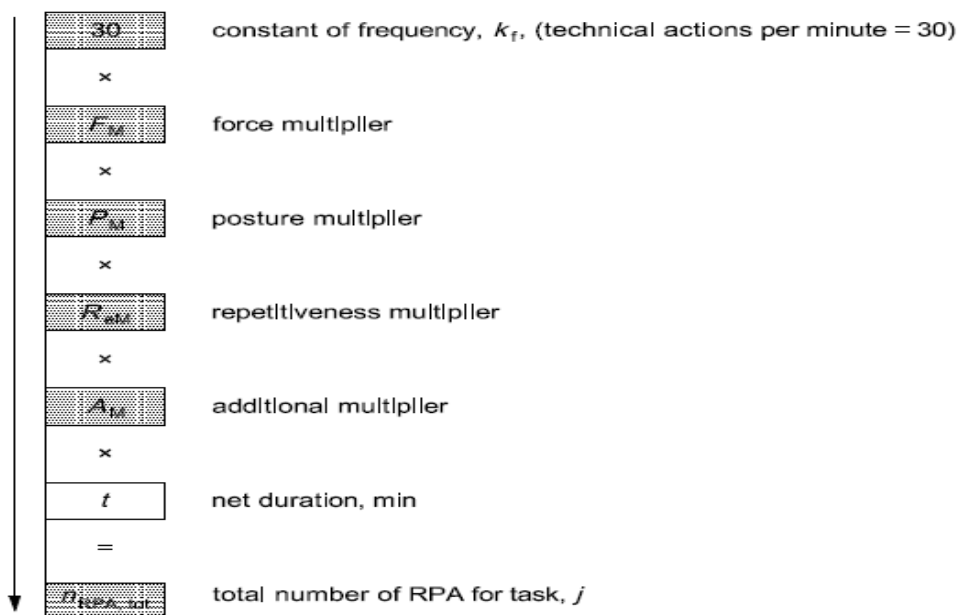 30 constant of frequency, kf, (technical actions per minute = 30)
×
FM force multiplier
×
PM posture multiplier
×
ReM repetitiveness multiplier
×
AM additional multiplier
×
t net duration, min
=
nRPA, tot total number of RPA for task, j